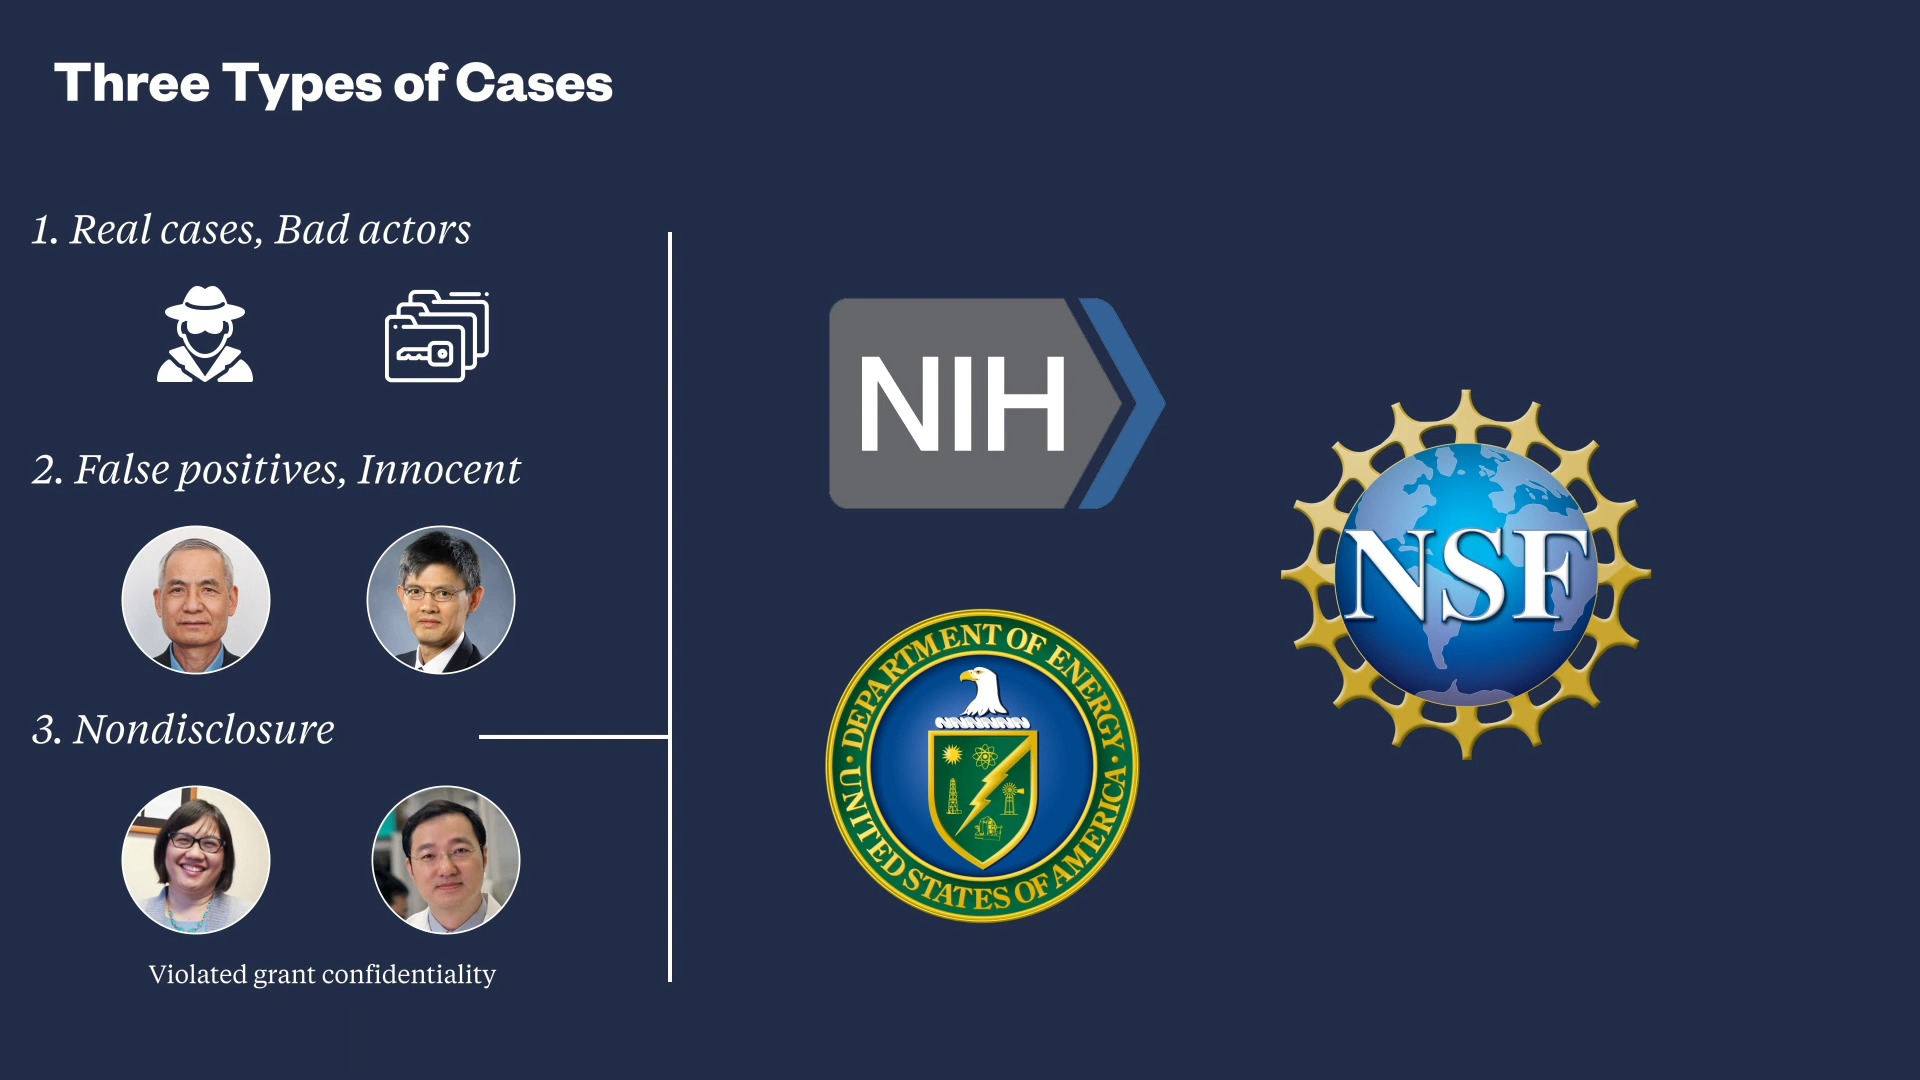 Three Types of Cases
1. Real cases, Bad actors
2. False positives, Innocent
3. Nondisclosure
Violated grant confidentiality
NIH
NSF
DEPARTMENT OF ENERGY
UNITED STATES OF AMERICA